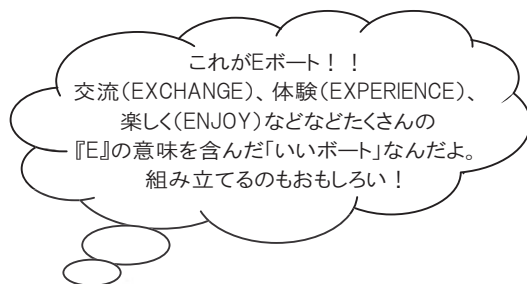 これがEボート！！
交流（EXCHANGE）、体験（EXPERIENCE）、
楽しく（ENJOY）などなどたくさんの
『E』の意味を含んだ「いいボート」なんだよ。
組み立てるのもおもしろい！